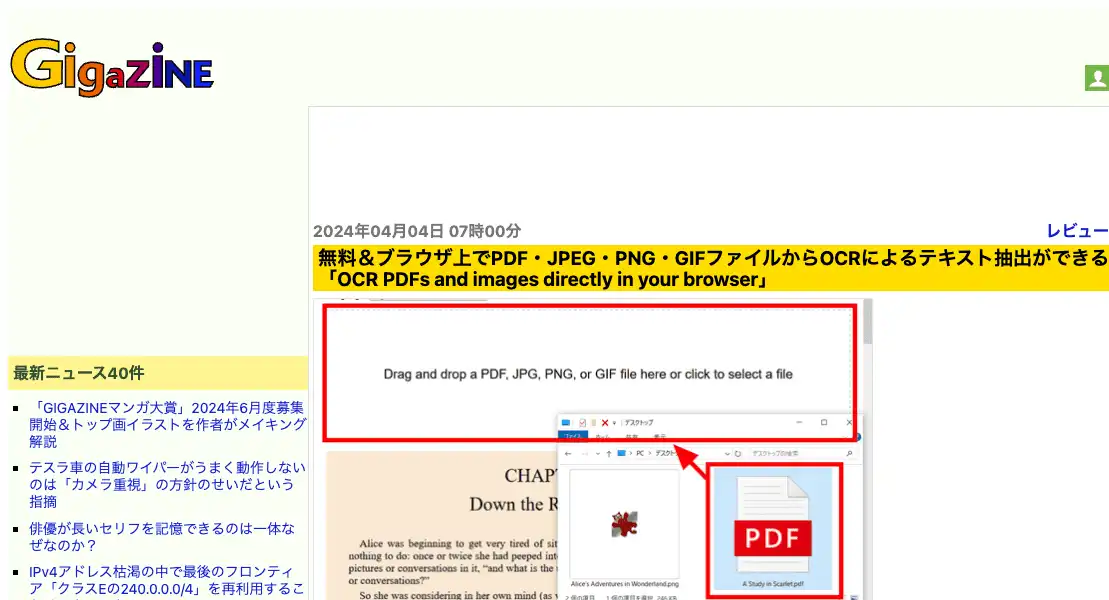 GigaZiNE
2024年04月04日 07時00分
レビュー
無料＆ブラウザ上でPDF・JPEG・PNG・GIFファイルからOCRによるテキスト抽出ができる
「OCR PDFs and images directly in your browser」
Drag and drop a PDF, JPG, PNG, or GIF file here or click to select a file
デスクトップ
ファイル ホーム 共有 表示
PC デスクトップ デスクトップの検索
CHAPT
Down the R
Alice was beginning to get very tired of sit
nothing to do: once or twice she had peeped int
pictures or conversations in it, “and what is the
or conversations?”
So she was considering in her own mind (as
PDF
Alice's Adventures in Wonderland.png
A Study in Scarlet.pdf
2 個の項目 1 個の項目を選択
最新ニュース40件
「GIGAZINEマンガ大賞」2024年6月度募集
開始＆トップ画イラストを作者がメイキング
解説
テスラ車の自動ワイパーがうまく動作しない
のは「カメラ重視」の方針のせいだという
指摘
俳優が長いセリフを記憶できるのは一体な
ぜなのか？
IPv4アドレス枯渇の中で最後のフロンティ
ア「クラスEの240.0.0.0/4」を再利用するこ